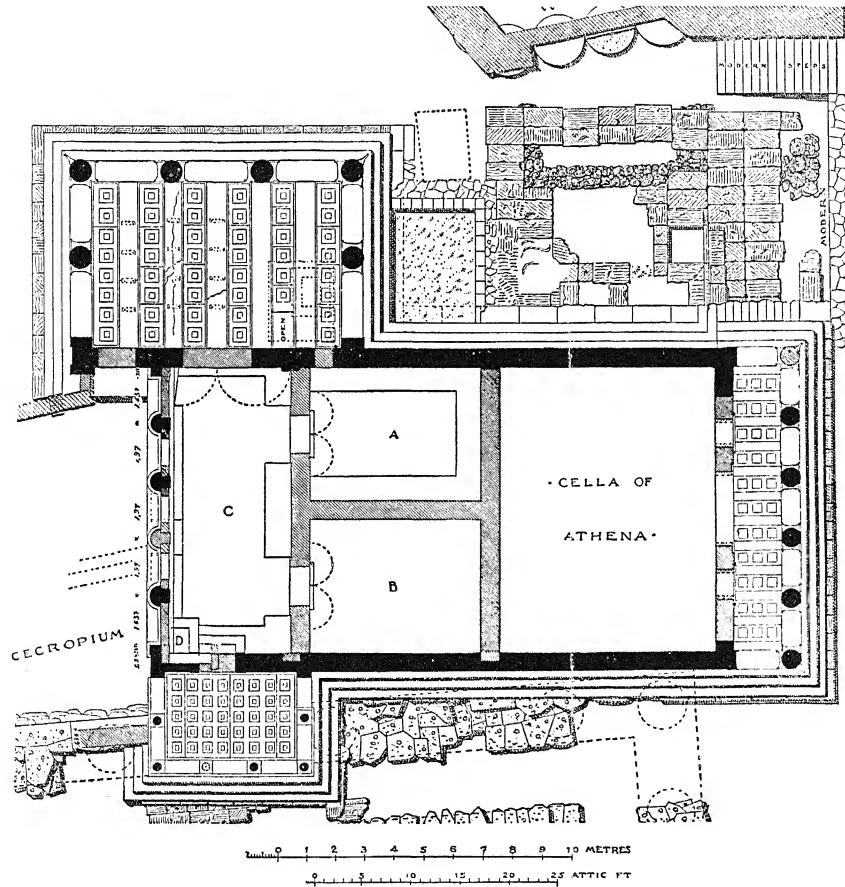 MODERN STEPS
MODERN
OPEN
A
C
· CELLA OF
ATHENA ·
B
D
CECROPIUM
0 1 2 3 4 5 6 7 8 9 10 METRES
0 5 10 15 20 25 ATTIC FT